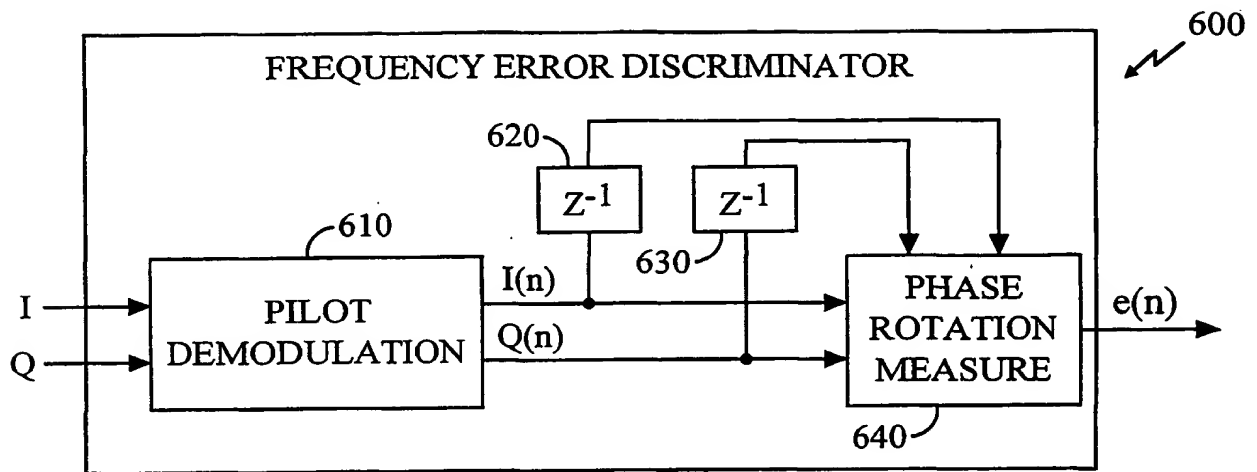 600
FREQUENCY ERROR DISCRIMINATOR
620
Z-1
Z-1
630
610
I
Q
PILOT
DEMODULATION
I(n)
Q(n)
PHASE
ROTATION
MEASURE
640
e(n)